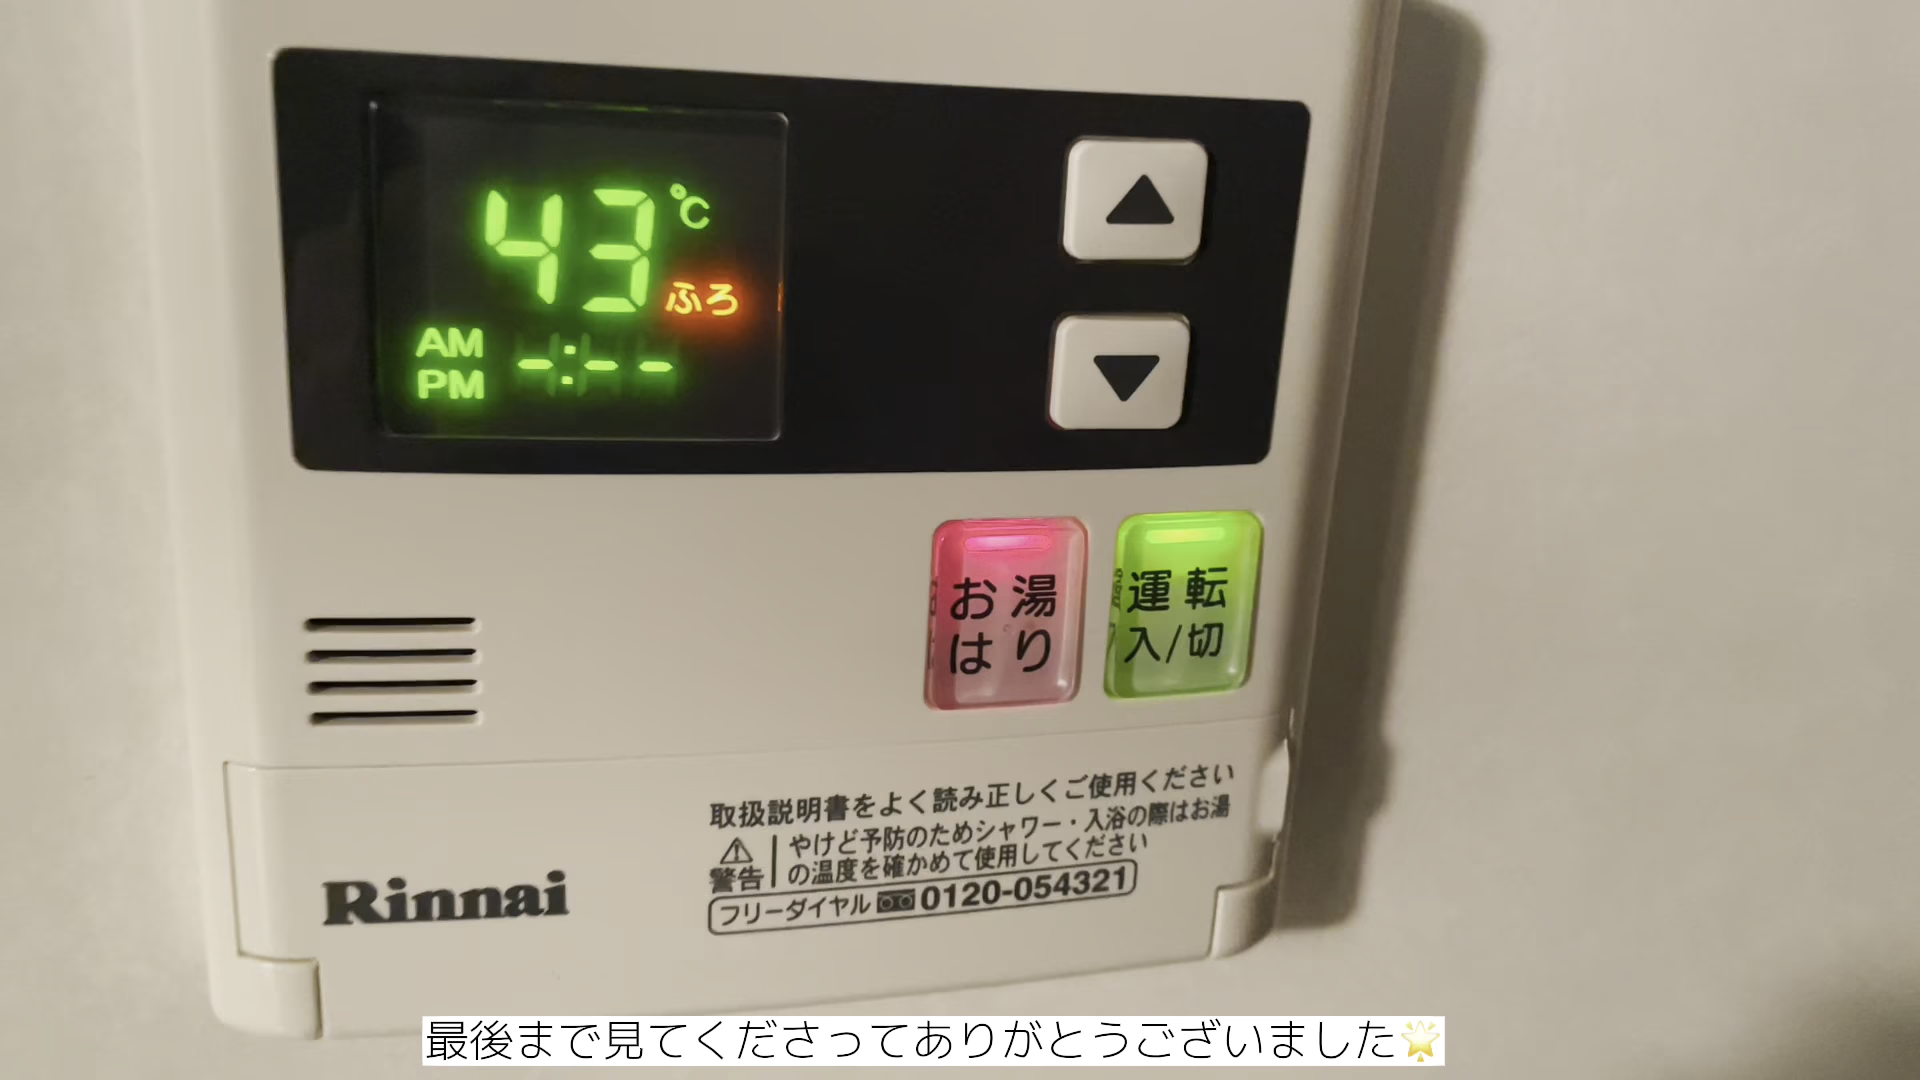 43℃
ふろ
AM
PM
-:--
お湯
はり
運転
入/切
取扱説明書をよく読み正しくご使用ください
やけど予防のためシャワー・入浴の際はお湯
の温度を確かめて使用してください
警告
フリーダイヤル 0120-054321
Rinnai
最後まで見てくださってありがとうございました🌟